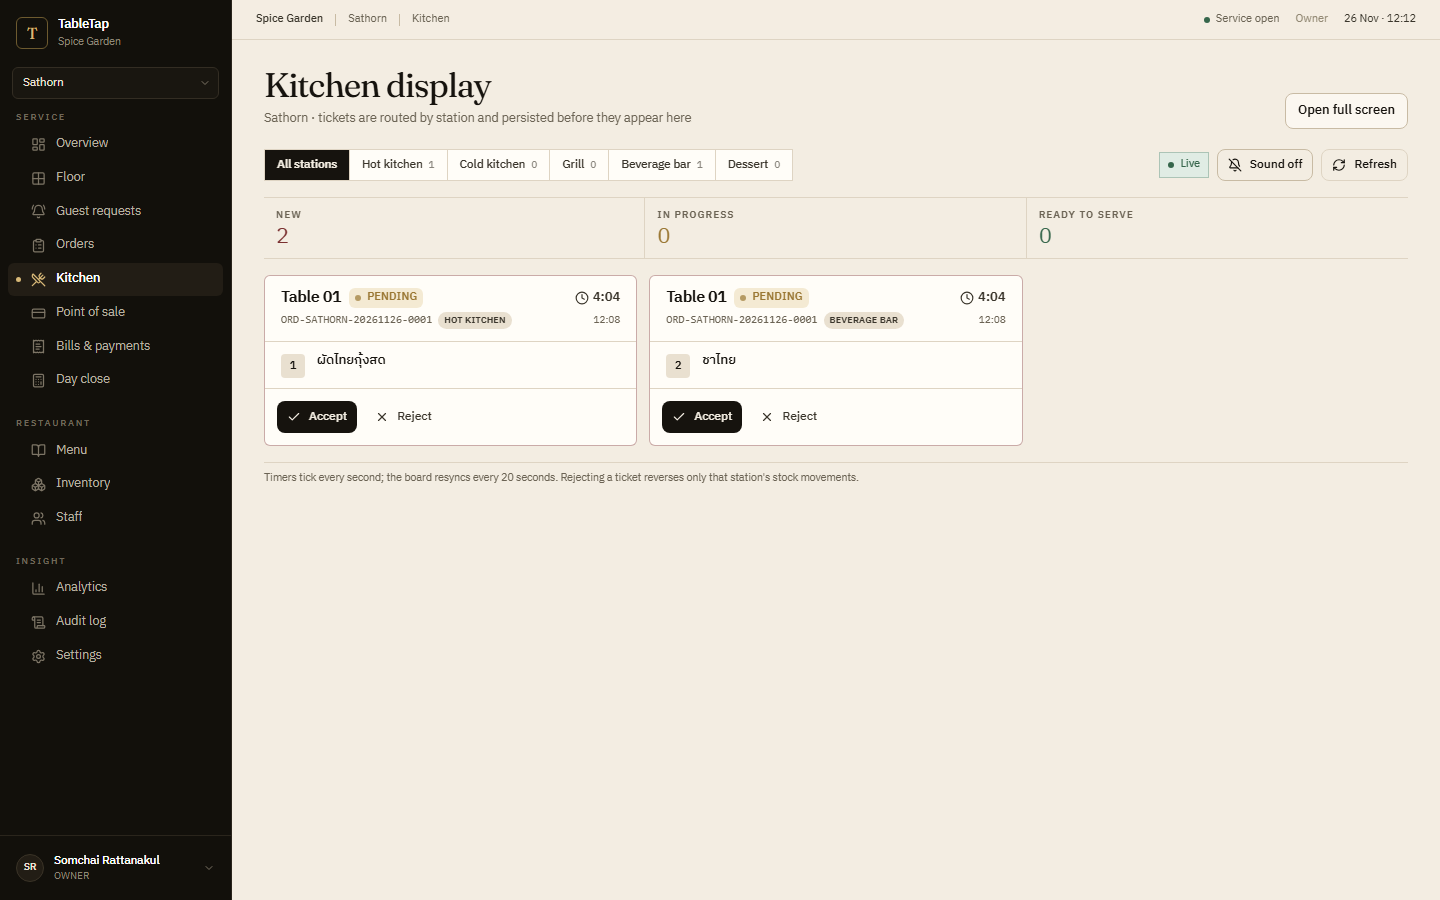 TableTap
Spice Garden
Sathorn
SERVICE
Overview
Floor
Guest requests
Orders
Kitchen
Point of sale
Bills & payments
Day close
RESTAURANT
Menu
Inventory
Staff
INSIGHT
Analytics
Audit log
Settings
SR
Somchai Rattanakul
OWNER
Spice Garden Sathorn Kitchen
Service open Owner 26 Nov · 12:12
Kitchen display
Sathorn · tickets are routed by station and persisted before they appear here
Open full screen
All stations Hot kitchen 1 Cold kitchen 0 Grill 0 Beverage bar 1 Dessert 0
Live Sound off Refresh
NEW
2
IN PROGRESS
0
READY TO SERVE
0
Table 01 PENDING 4:04
ORD-SATHORN-20261126-0001 HOT KITCHEN 12:08
1 ผัดไทยกุ้งสด
Accept Reject
Table 01 PENDING 4:04
ORD-SATHORN-20261126-0001 BEVERAGE BAR 12:08
2 ชาไทย
Accept Reject
Timers tick every second; the board resyncs every 20 seconds. Rejecting a ticket reverses only that station's stock movements.